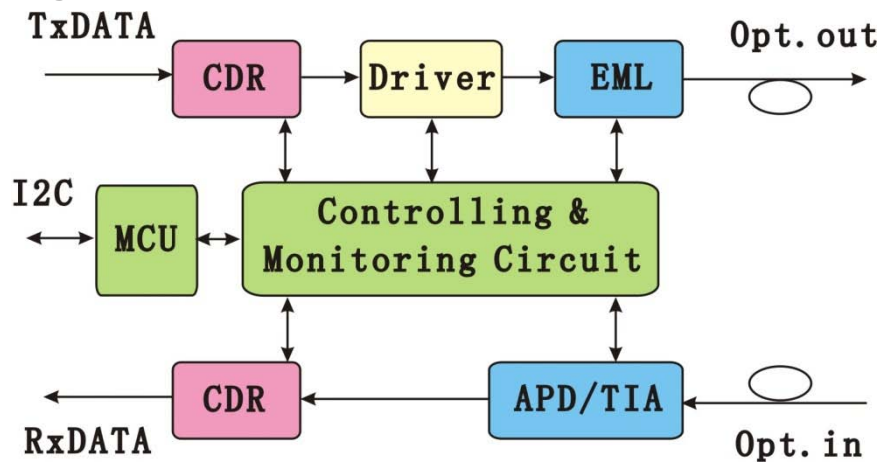 TxDATA
CDR
Driver
EML
Opt.out
I2C
MCU
Controlling &
Monitoring Circuit
CDR
APD/TIA
RxDATA
Opt.in